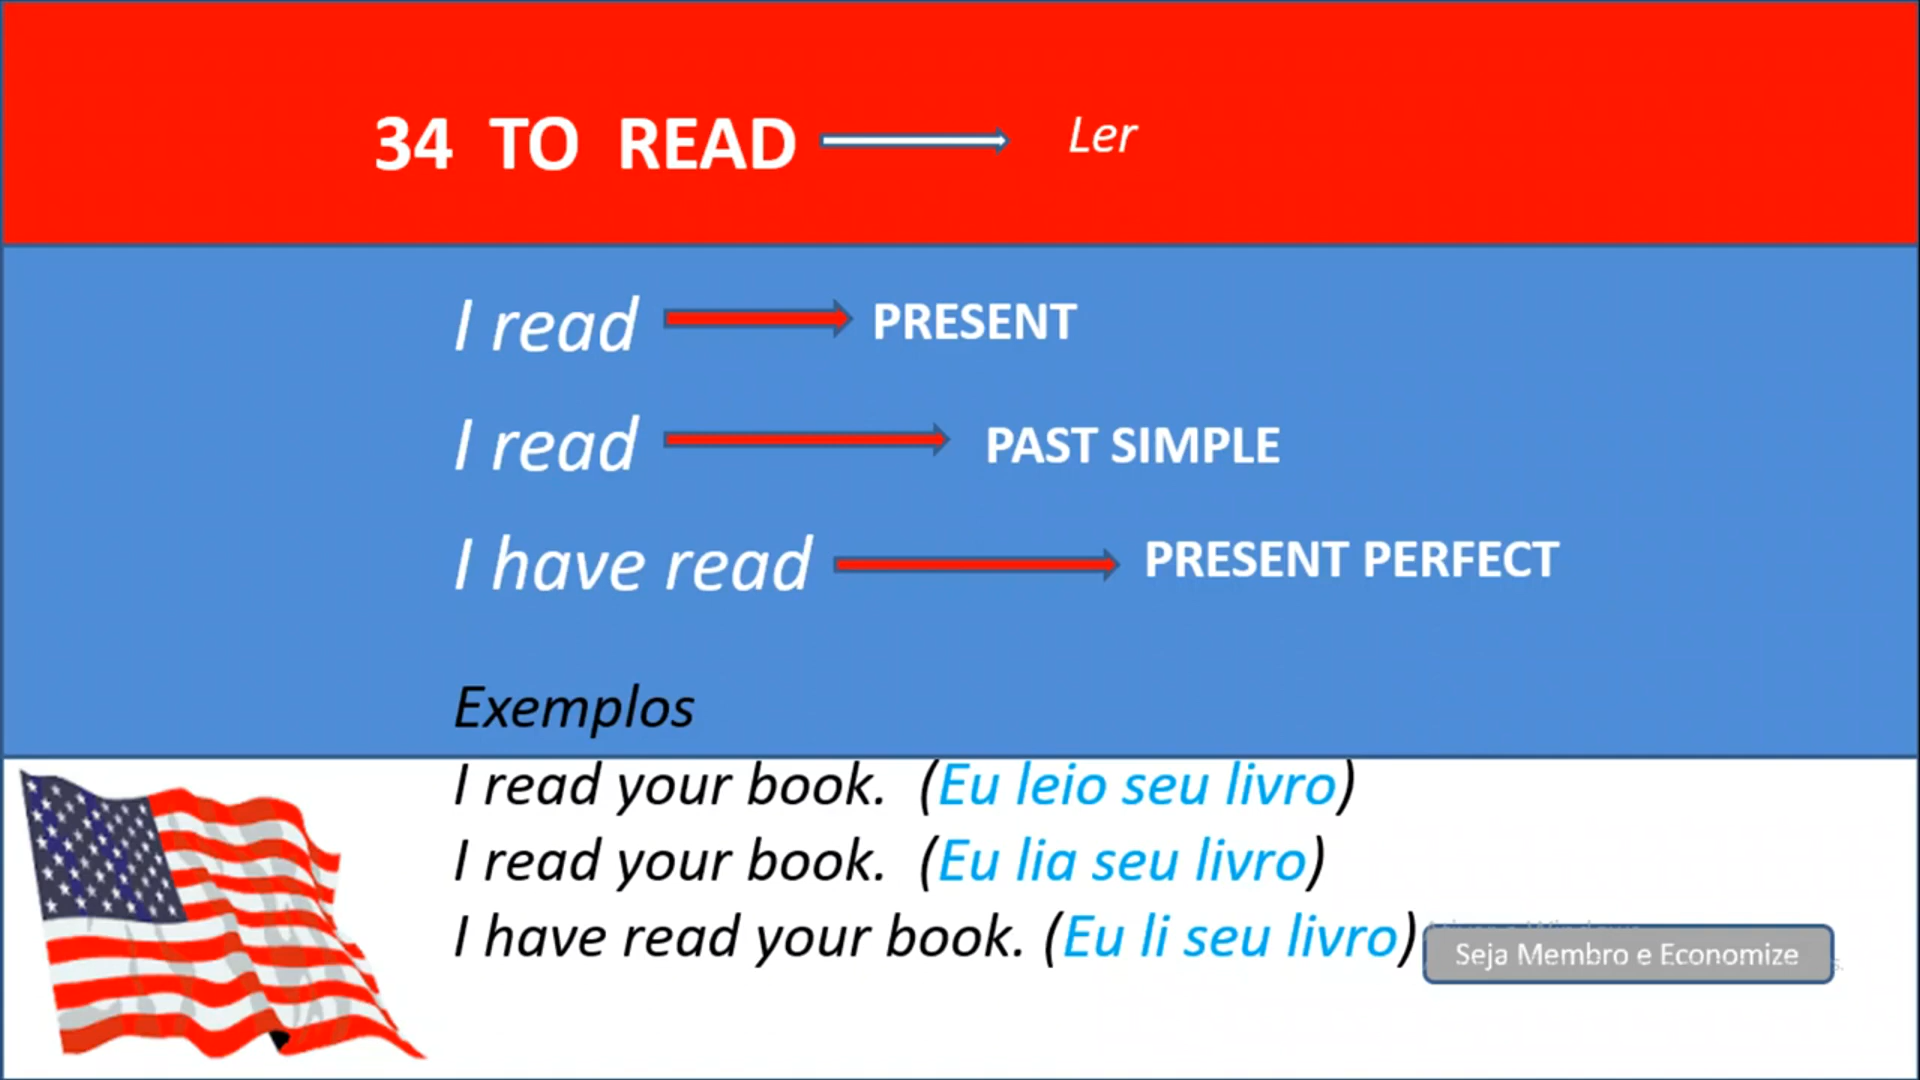 34 TO READ Ler
I read PRESENT
I read PAST SIMPLE
I have read PRESENT PERFECT
Exemplos
I read your book. (Eu leio seu livro)
I read your book. (Eu lia seu livro)
I have read your book. (Eu li seu livro)
Seja Membro e Economize